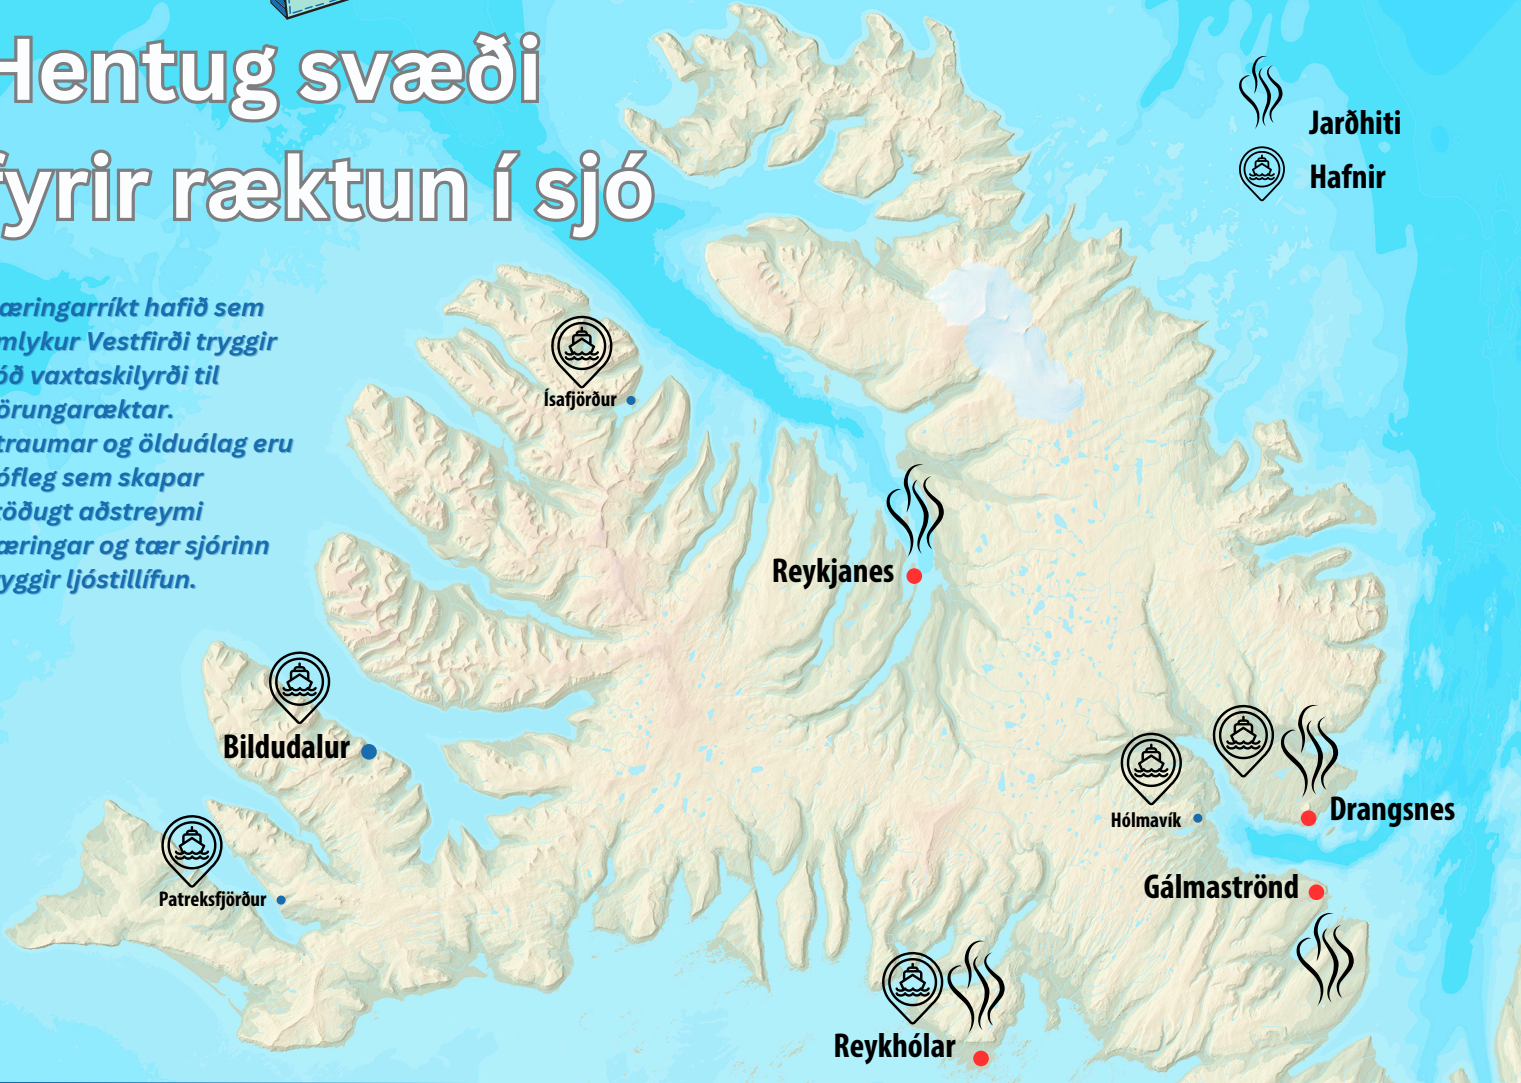 Hentug svæði
fyrir ræktun í sjó
æringarríkt hafið sem
mlykur Vestfirði tryggir
óð vaxtaskilyrði til
örungaræktar.
traumar og ölduálag eru
ófleg sem skapar
töðugt aðstreymi
æringar og tær sjórinn
yggir ljóstillífun.
Jarðhiti
Hafnir
Ísafjörður
Reykjanes
Bildudalur
Drangsnes
Hólmavík
Gálmaströnd
Patreksfjörður
Reykhólar